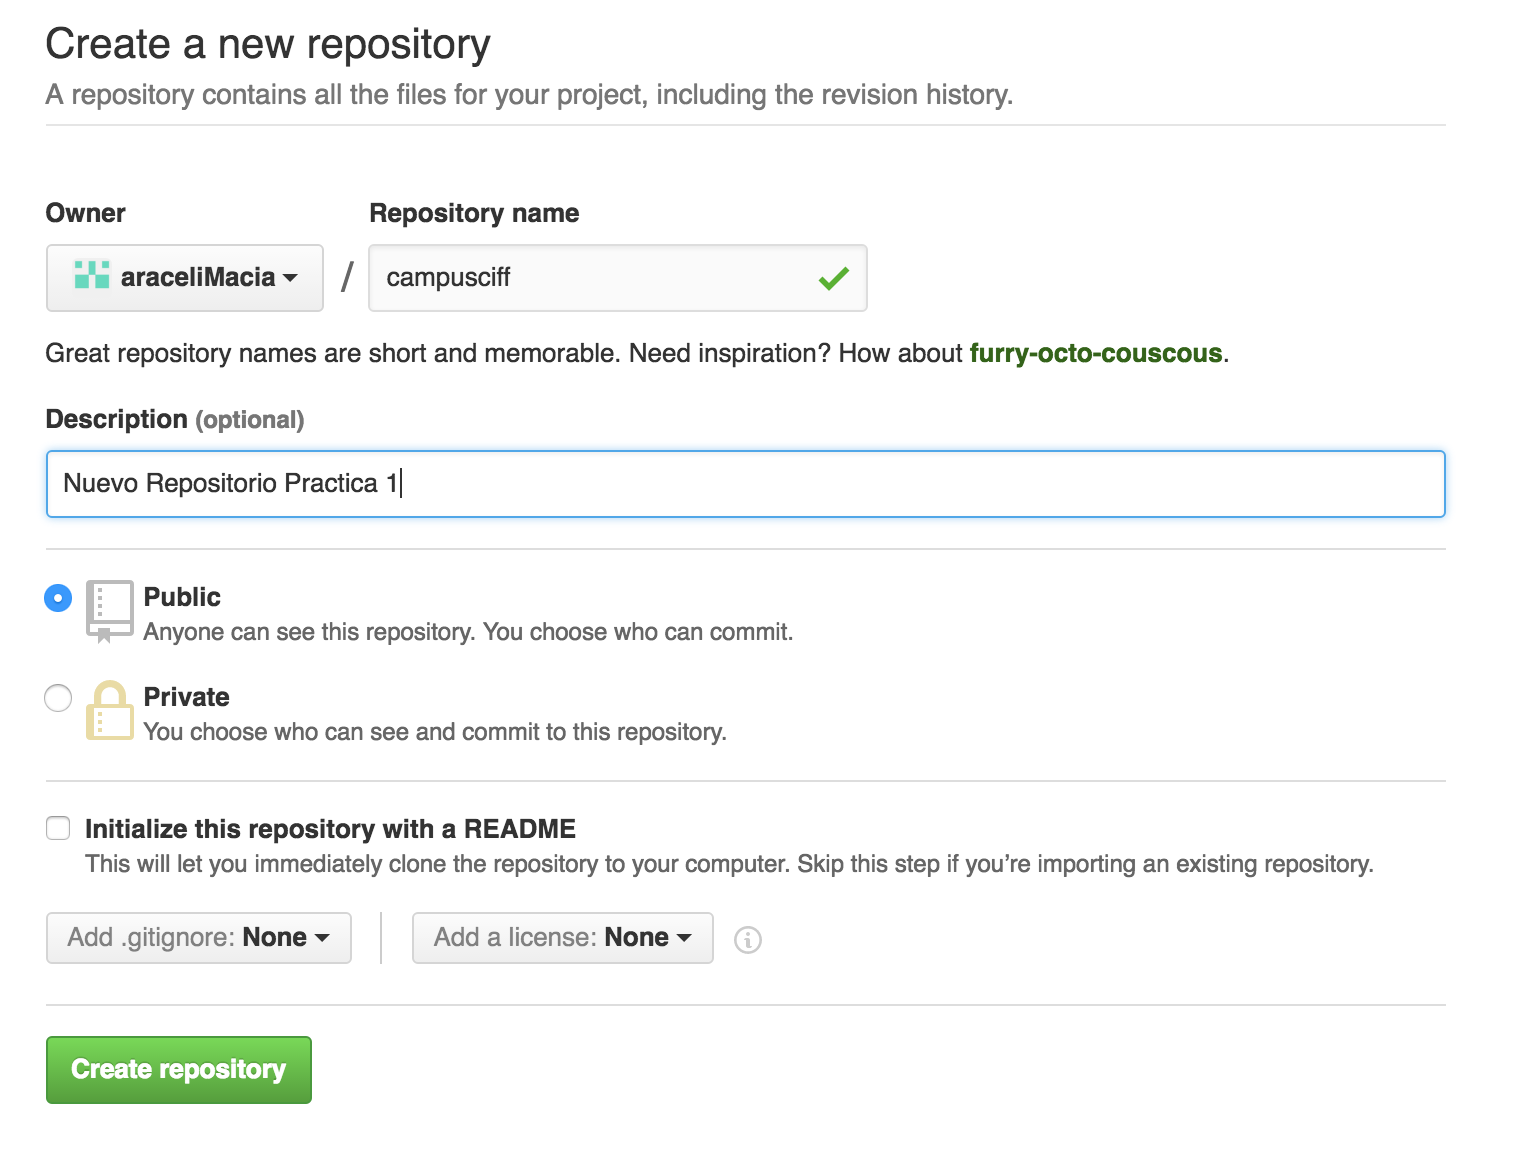 Create a new repository
A repository contains all the files for your project, including the revision history.
Owner Repository name
araceliMacia / campusciff
Great repository names are short and memorable. Need inspiration? How about furry-octo-couscous.
Description (optional)
Nuevo Repositorio Practica 1
Public
Anyone can see this repository. You choose who can commit.
Private
You choose who can see and commit to this repository.
Initialize this repository with a README
This will let you immediately clone the repository to your computer. Skip this step if you’re importing an existing repository.
Add .gitignore: None Add a license: None
Create repository